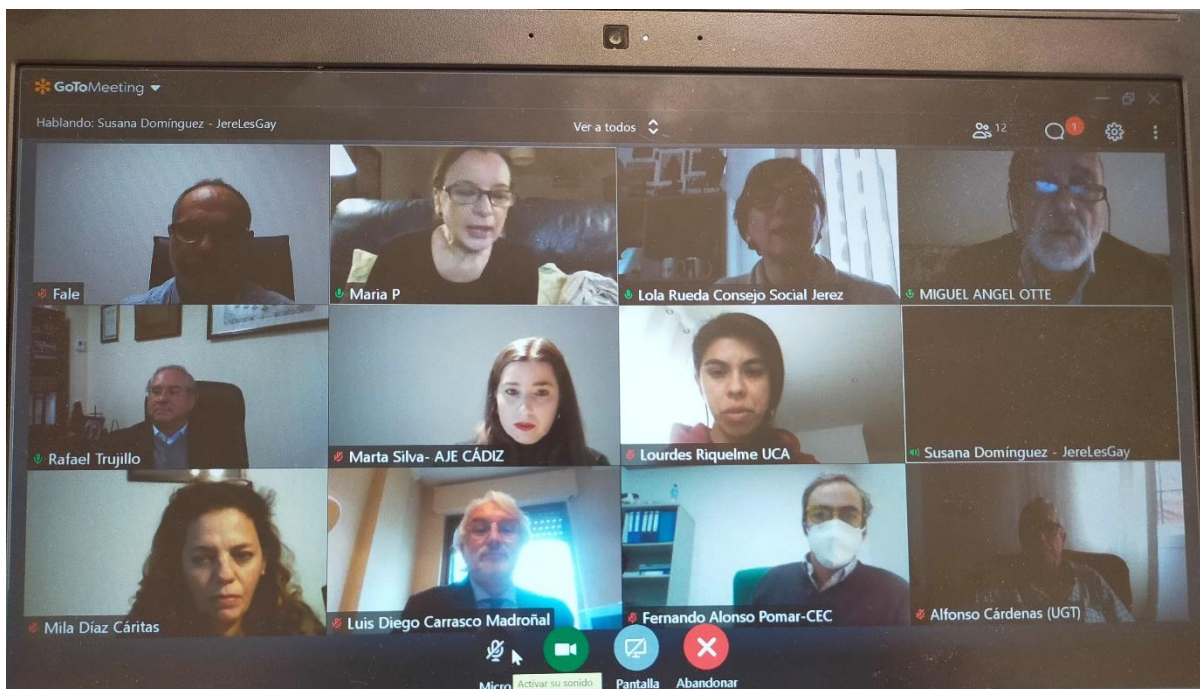 GoToMeeting
Hablando: Susana Domínguez - JereLesGay
Ver a todos
12
1
Fale
Maria P
Lola Rueda Consejo Social Jerez
MIGUEL ANGEL OTTE
Rafael Trujillo
Marta Silva- AJE CÁDIZ
Lourdes Riquelme UCA
Susana Domínguez - JereLesGay
Mila Díaz Cáritas
Luis Diego Carrasco Madroñal
Fernando Alonso Pomar-CEC
Alfonso Cárdenas (UGT)
Micro
Activar su sonido
Pantalla
Abandonar